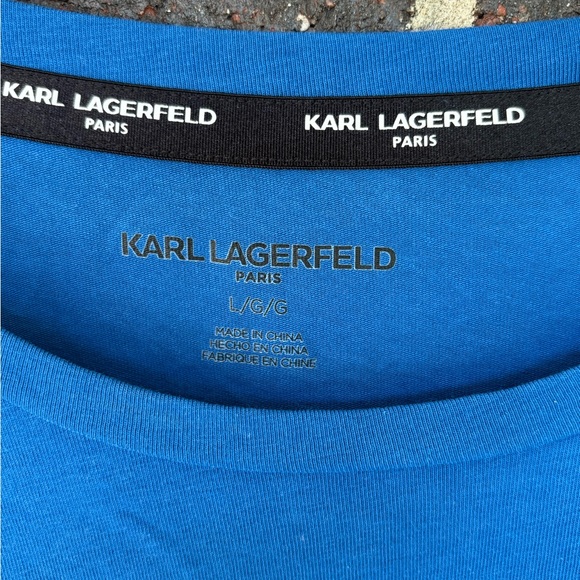 KARL LAGERFELD
PARIS
KARL LAGERFELD
PARIS
KARL LAGERFELD
PARIS
L/G/G
MADE IN CHINA
HECHO EN CHINA
FABRIQUE EN CHINE